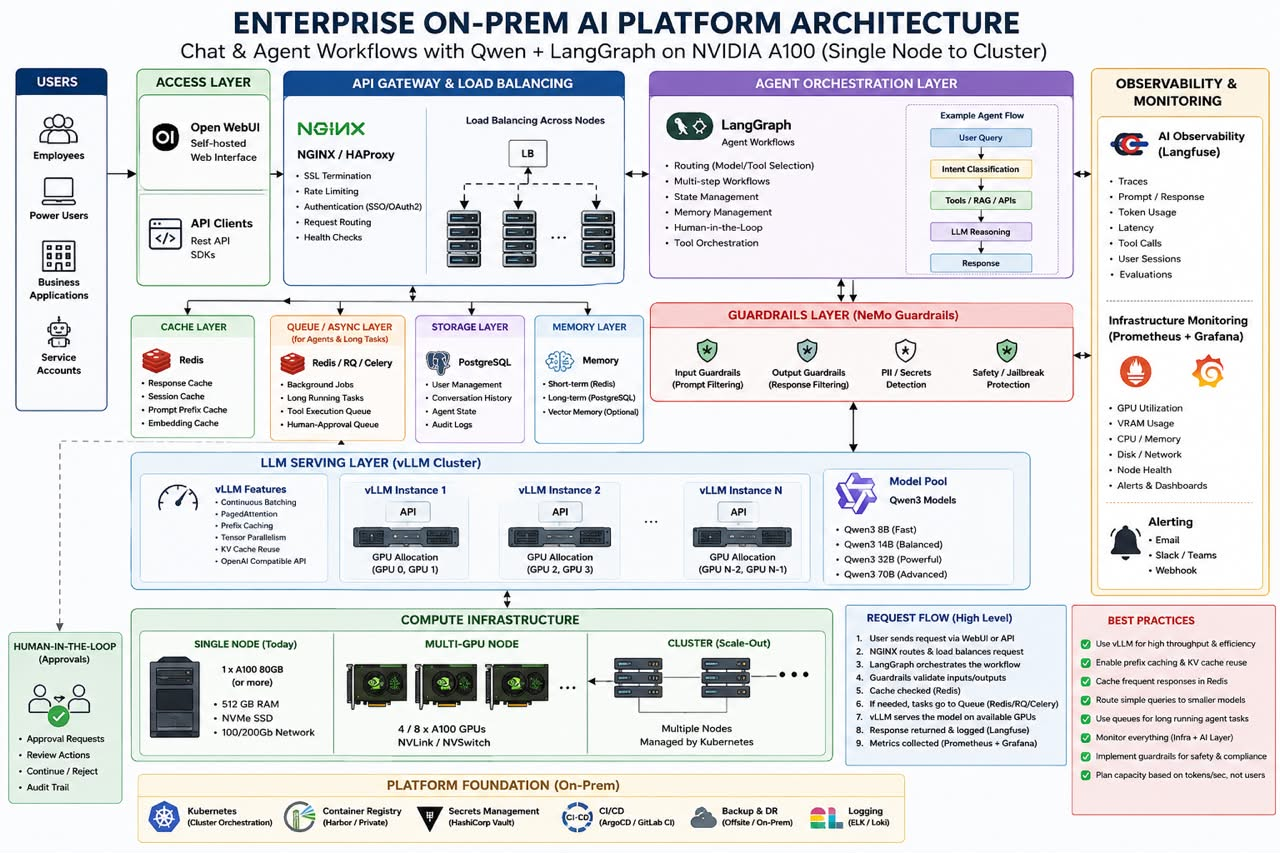 ENTERPRISE ON-PREM AI PLATFORM ARCHITECTURE
Chat & Agent Workflows with Qwen + LangGraph on NVIDIA A100 (Single Node to Cluster)
USERS
Employees
Power Users
Business
Applications
Service
Accounts
ACCESS LAYER
Open WebUI
Self-hosted
Web Interface
API Clients
Rest API
SDKs
API GATEWAY & LOAD BALANCING
NGINX
NGINX / HAProxy
• SSL Termination
• Rate Limiting
• Authentication (SSO/OAuth2)
• Request Routing
• Health Checks
Load Balancing Across Nodes
LB
...
AGENT ORCHESTRATION LAYER
LangGraph
Agent Workflows
• Routing (Model/Tool Selection)
• Multi-step Workflows
• State Management
• Memory Management
• Human-in-the-Loop
• Tool Orchestration
Example Agent Flow
User Query
Intent Classification
Tools / RAG / APIs
LLM Reasoning
Response
OBSERVABILITY &
MONITORING
AI Observability
(Langfuse)
• Traces
• Prompt / Response
• Token Usage
• Latency
• Tool Calls
• User Sessions
• Evaluations
Infrastructure Monitoring
(Prometheus + Grafana)
• GPU Utilization
• VRAM Usage
• CPU / Memory
• Disk / Network
• Node Health
• Alerts & Dashboards
Alerting
• Email
• Slack / Teams
• Webhook
CACHE LAYER
Redis
• Response Cache
• Session Cache
• Prompt Prefix Cache
• Embedding Cache
QUEUE / ASYNC LAYER
(for Agents & Long Tasks)
Redis / RQ / Celery
• Background Jobs
• Long Running Tasks
• Tool Execution Queue
• Human-Approval Queue
STORAGE LAYER
PostgreSQL
• User Management
• Conversation History
• Agent State
• Audit Logs
MEMORY LAYER
Memory
• Short-term (Redis)
• Long-term (PostgreSQL)
• Vector Memory (Optional)
GUARDRAILS LAYER (NeMo Guardrails)
Input Guardrails
(Prompt Filtering)
Output Guardrails
(Response Filtering)
PII / Secrets
Detection
Safety / Jailbreak
Protection
LLM SERVING LAYER (vLLM Cluster)
vLLM Features
• Continuous Batching
• PagedAttention
• Prefix Caching
• Tensor Parallelism
• KV Cache Reuse
• OpenAI Compatible API
vLLM Instance 1
API
GPU Allocation
(GPU 0, GPU 1)
vLLM Instance 2
API
GPU Allocation
(GPU 2, GPU 3)
...
vLLM Instance N
API
GPU Allocation
(GPU N-2, GPU N-1)
Model Pool
Qwen3 Models
• Qwen3 8B (Fast)
• Qwen3 14B (Balanced)
• Qwen3 32B (Powerful)
• Qwen3 70B (Advanced)
HUMAN-IN-THE-LOOP
(Approvals)
• Approval Requests
• Review Actions
• Continue / Reject
• Audit Trail
COMPUTE INFRASTRUCTURE
SINGLE NODE (Today)
1 x A100 80GB
(or more)
• 512 GB RAM
• NVMe SSD
• 100/200Gb Network
MULTI-GPU NODE
...
4 / 8 x A100 GPUs
NVLink / NVSwitch
CLUSTER (Scale-Out)
Multiple Nodes
Managed by Kubernetes
REQUEST FLOW (High Level)
1. User sends request via WebUI or API
2. NGINX routes & load balances request
3. LangGraph orchestrates the workflow
4. Guardrails validate inputs/outputs
5. Cache checked (Redis)
6. If needed, tasks go to Queue (Redis/RQ/Celery)
7. vLLM serves the model on available GPUs
8. Response returned & logged (Langfuse)
9. Metrics collected (Prometheus + Grafana)
BEST PRACTICES
Use vLLM for high throughput & efficiency
Enable prefix caching & KV cache reuse
Cache frequent responses in Redis
Route simple queries to smaller models
Use queues for long running agent tasks
Monitor everything (Infra + AI Layer)
Implement guardrails for safety & compliance
Plan capacity based on tokens/sec, not users
PLATFORM FOUNDATION (On-Prem)
Kubernetes
(Cluster Orchestration)
Container Registry
(Harbor / Private)
Secrets Management
(HashiCorp Vault)
CI-CD
CI/CD
(ArgoCD / GitLab CI)
Backup & DR
(Offsite / On-Prem)
Logging
(ELK / Loki)